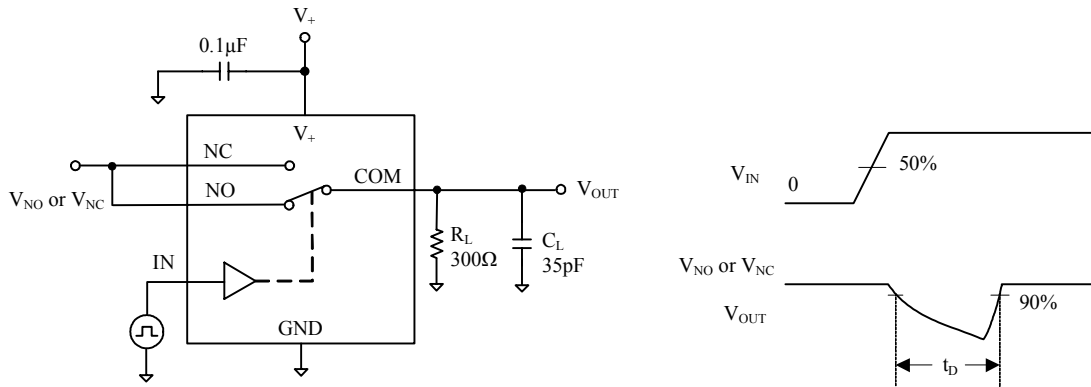 V+
0.1µF
V+
NC
COM
NO
VNO or VNC
VOUT
RL
300Ω
CL
35pF
IN
GND
VIN
0
50%
VNO or VNC
VOUT
90%
tD